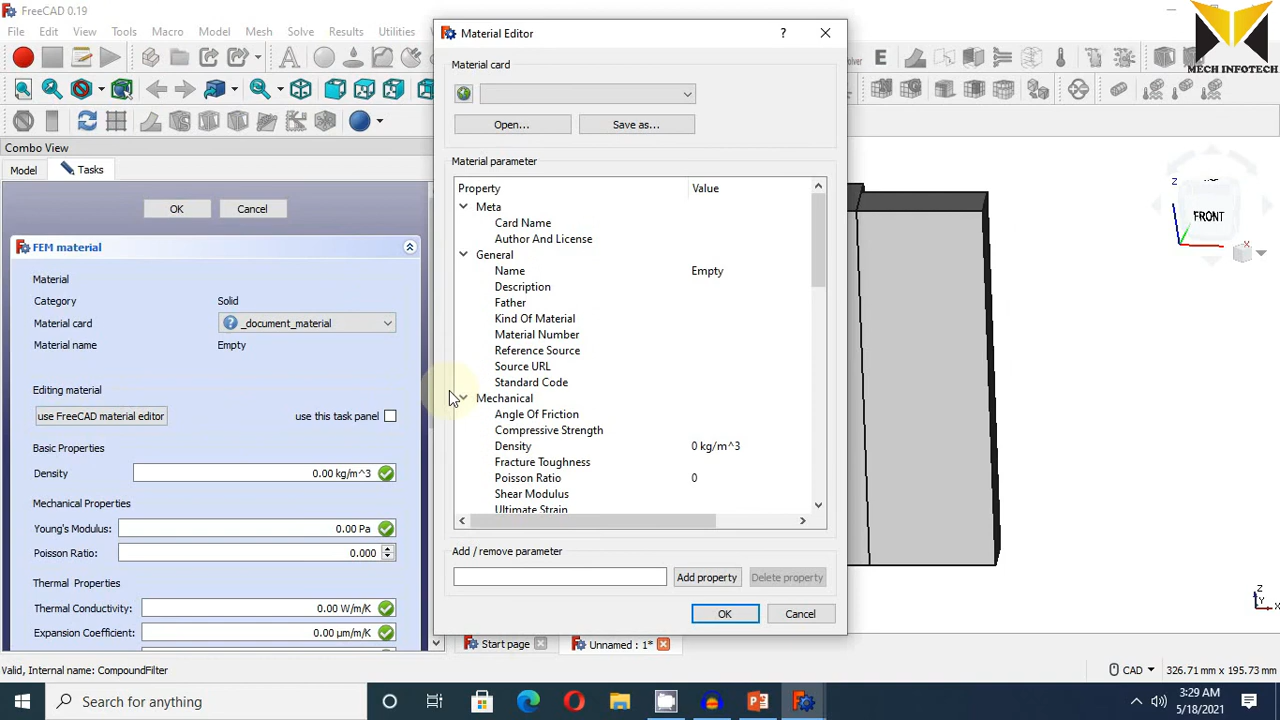 FreeCAD 0.19
File Edit View Tools Macro Model Mesh Solve Results Utilities
MECH INFOTECH
Combo View
Model Tasks
OK Cancel
FEM material
Material
Category Solid
Material card _document_material
Material name Empty
Editing material
use FreeCAD material editor use this task panel
Basic Properties
Density 0.00 kg/m^3
Mechanical Properties
Young's Modulus: 0.00 Pa
Poisson Ratio: 0.000
Thermal Properties
Thermal Conductivity: 0.00 W/m/K
Expansion Coefficient: 0.00 µm/m/K
Material Editor ?
Material card
Open... Save as...
Material parameter
Property Value
Meta
Card Name
Author And License
General
Name Empty
Description
Father
Kind Of Material
Material Number
Reference Source
Source URL
Standard Code
Mechanical
Angle Of Friction
Compressive Strength
Density 0 kg/m^3
Fracture Toughness
Poisson Ratio 0
Shear Modulus
Ultimate Strain
Add / remove parameter
Add property Delete property
OK Cancel
Z
FRONT
X
Z
Y
X
Start page Unnamed : 1*
Valid, Internal name: CompoundFilter CAD 326.71 mm x 195.73 mm
Search for anything
3:29 AM
5/18/2021